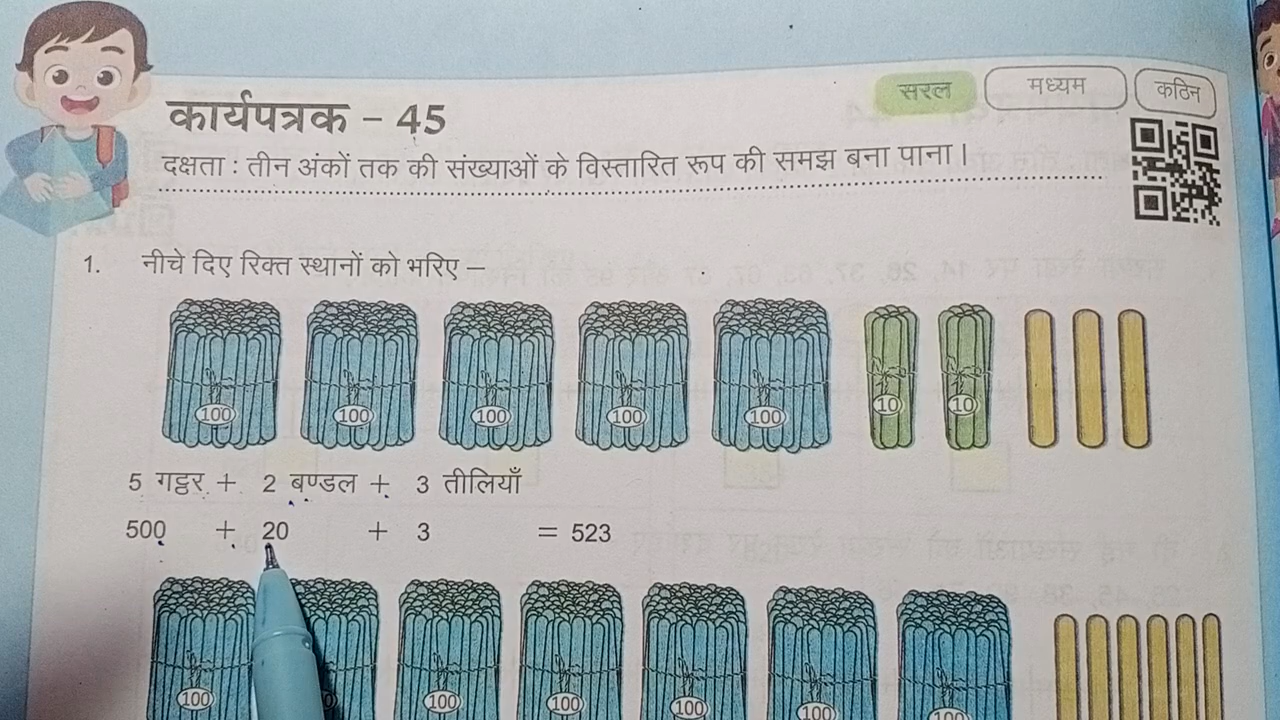 सरल मध्यम कठिन
कार्यपत्रक – 45
दक्षता : तीन अंकों तक की संख्याओं के विस्तारित रूप की समझ बना पाना।
1. नीचे दिए रिक्त स्थानों को भरिए –
100 100 100 100 100 10 10
5 गट्ठर + 2 बण्डल + 3 तीलियाँ
500 + 20 + 3 = 523
100 100 100 100 100 100